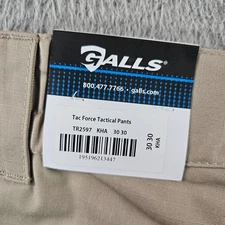 GALLS
800.477.7766 • galls.com
Tac Force Tactical Pants
TR2597 KHA 30 30
195196213447
30 30
KHA